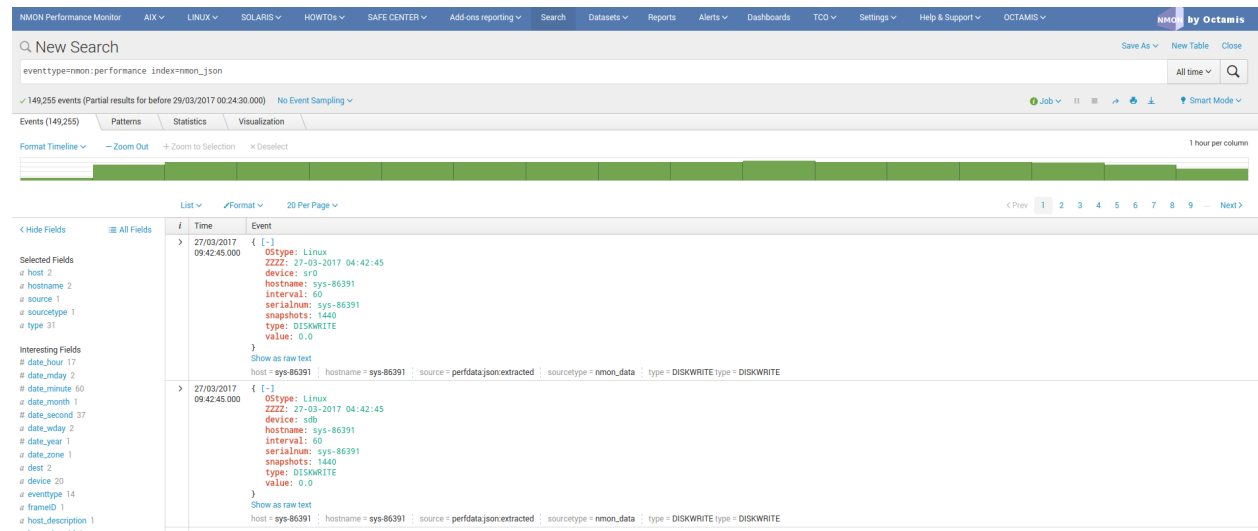 NMON Performance Monitor AIX LINUX SOLARIS HOWTOs SAFE CENTER Add-ons reporting Search Datasets Reports Alerts Dashboards TCO Settings Help & Support OCTAMIS NMON by Octamis
New Search Save As New Table Close
eventtype=nmon:performance index=nmon_json All time
149,255 events (Partial results for before 29/03/2017 00:24:30.000) No Event Sampling Job Smart Mode
Events (149,255) Patterns Statistics Visualization
Format Timeline − Zoom Out + Zoom to Selection × Deselect 1 hour per column
List Format 20 Per Page < Prev 1 2 3 4 5 6 7 8 9 ... Next >
< Hide Fields All Fields i Time Event
Selected Fields
a host 2
a hostname 2
a source 1
a sourcetype 1
a type 31
Interesting Fields
# date_hour 17
# date_mday 2
# date_minute 60
a date_month 1
# date_second 37
a date_wday 2
# date_year 1
a date_zone 1
a dest 2
a device 20
a eventtype 14
a frameID 1
a host_description 1
> 27/03/2017 { [-]
09:42:45.000 OStype: Linux
ZZZZ: 27-03-2017 04:42:45
device: sr0
hostname: sys-86391
interval: 60
serialnum: sys-86391
snapshots: 1440
type: DISKWRITE
value: 0.0
}
Show as raw text
host = sys-86391 hostname = sys-86391 source = perfdata:json:extracted sourcetype = nmon_data type = DISKWRITE type = DISKWRITE
> 27/03/2017 { [-]
09:42:45.000 OStype: Linux
ZZZZ: 27-03-2017 04:42:45
device: sdb
hostname: sys-86391
interval: 60
serialnum: sys-86391
snapshots: 1440
type: DISKWRITE
value: 0.0
}
Show as raw text
host = sys-86391 hostname = sys-86391 source = perfdata:json:extracted sourcetype = nmon_data type = DISKWRITE type = DISKWRITE